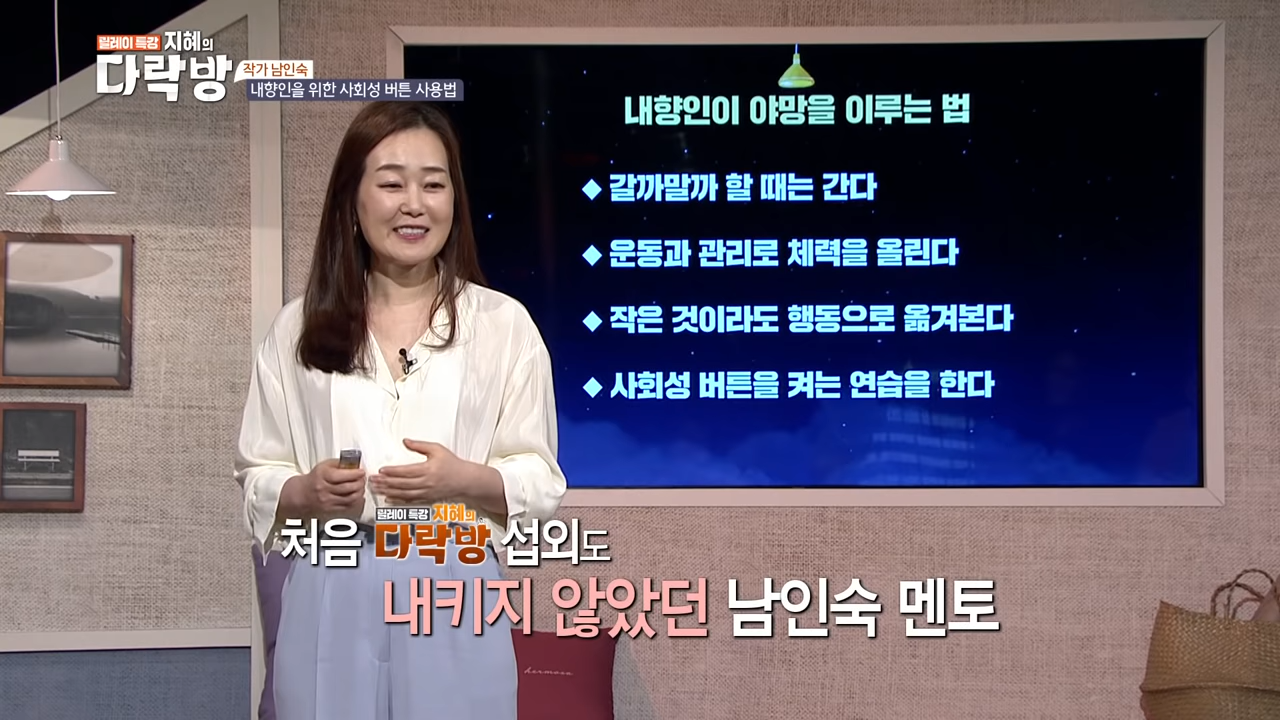 릴레이 특강 지혜의
다락방
작가 남인숙
내향인을 위한 사회성 버튼 사용법
내향인이 야망을 이루는 법
◆ 갈까말까 할 때는 간다
◆ 운동과 관리로 체력을 올린다
◆ 작은 것이라도 행동으로 옮겨본다
◆ 사회성 버튼을 켜는 연습을 한다
처음 릴레이 특강 지혜의 다락방 섭외도
내키지 않았던 남인숙 멘토
hermosa